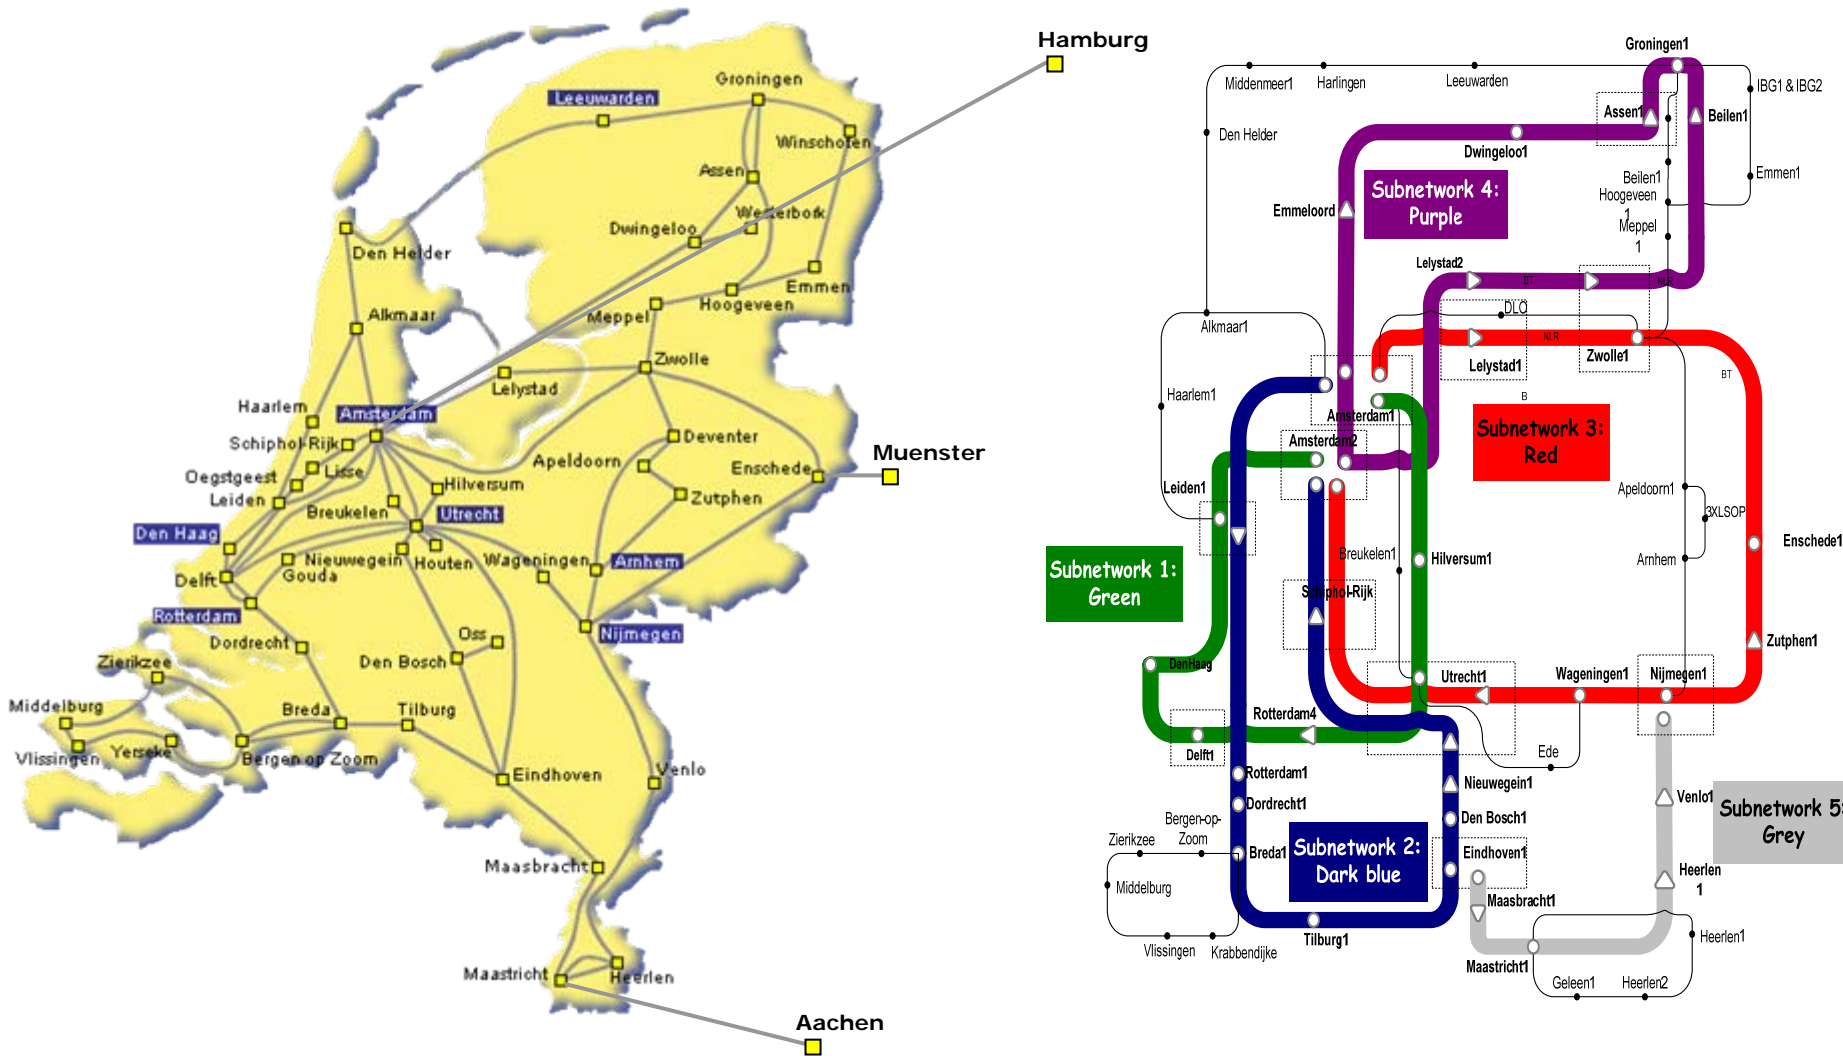 Hamburg
Groningen
Leeuwarden
Winschoten
Assen
Westerbork
Dwingeloo
Den Helder
Emmen
Hoogeveen
Meppel
Alkmaar
Zwolle
Lelystad
Haarlem
Amsterdam
Schiphol-Rijk
Deventer
Apeldoorn
Enschede
Muenster
Oegstgeest
Lisse
Hilversum
Leiden
Breukelen
Zutphen
Utrecht
Den Haag
Nieuwegein
Houten
Wageningen
Arnhem
Gouda
Delft
Rotterdam
Nijmegen
Oss
Dordrecht
Den Bosch
Zierikzee
Middelburg
Breda
Tilburg
Vlissingen
Yerseke
Bergen op Zoom
Eindhoven
Venlo
Maasbracht
Maastricht
Heerlen
Aachen
Groningen1
Middenmeer1
Harlingen
Leeuwarden
IBG1 & IBG2
Assen1
Beilen1
Den Helder
Dwingeloo1
Beilen1
Hoogeveen
1
Meppel
1
Emmen1
Subnetwork 4:
Purple
Emmeloord
Lelystad2
BT
NLR
DLO
Alkmaar1
NLR
Lelystad1
Zwolle1
BT
B
Haarlem1
Amsterdam1
Amsterdam2
Subnetwork 3:
Red
Leiden1
Apeldoorn1
3XLSOP
Breukelen1
Hilversum1
Arnhem
Enschede1
Subnetwork 1:
Green
Schiphol-Rijk
DenHaag
Utrecht1
Wageningen1
Nijmegen1
Zutphen1
Rotterdam4
Delft1
Ede
Rotterdam1
Nieuwegein1
Venlo1
Subnetwork 5:
Grey
Dordrecht1
Bergen-op-
Zoom
Den Bosch1
Zierikzee
Breda1
Subnetwork 2:
Dark blue
Eindhoven1
Middelburg
Heerlen
1
Maasbracht1
Vlissingen
Krabbendijke
Tilburg1
Maastricht1
Heerlen1
Geleen1
Heerlen2